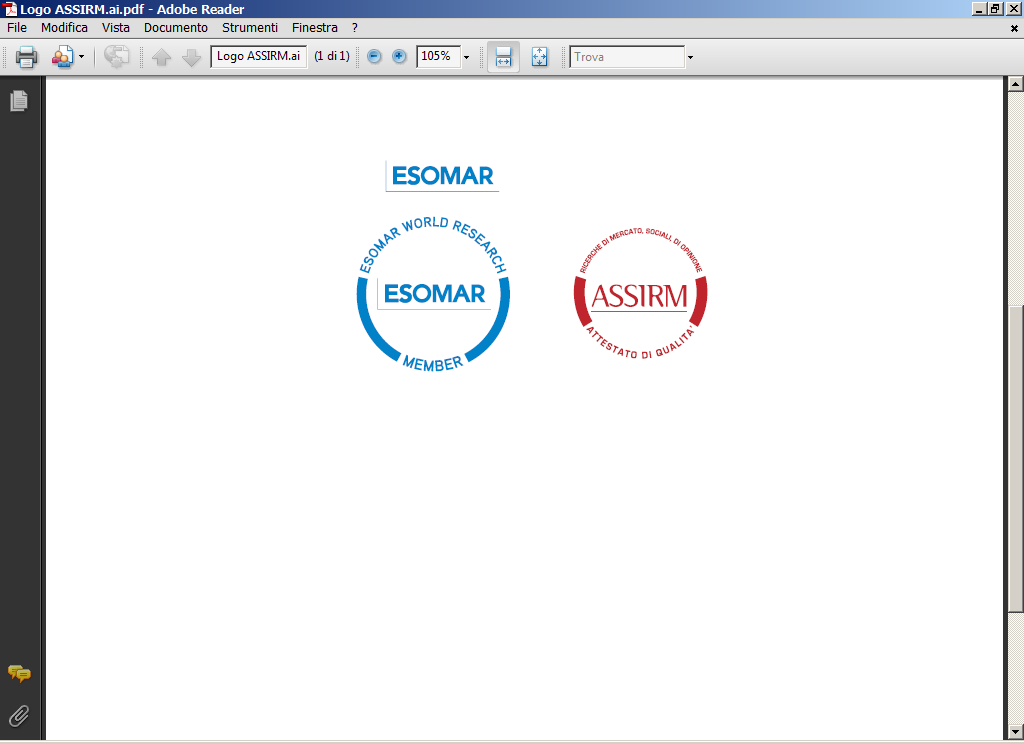 Logo ASSIRM.ai.pdf - Adobe Reader
File Modifica Vista Documento Strumenti Finestra ?
Logo ASSIRM.ai (1 di 1) 105% Trova
ESOMAR
ESOMAR WORLD RESEARCH
ESOMAR
MEMBER
RICERCHE DI MERCATO, SOCIALI, DI OPINIONE
ASSIRM
ATTESTATO DI QUALITA'